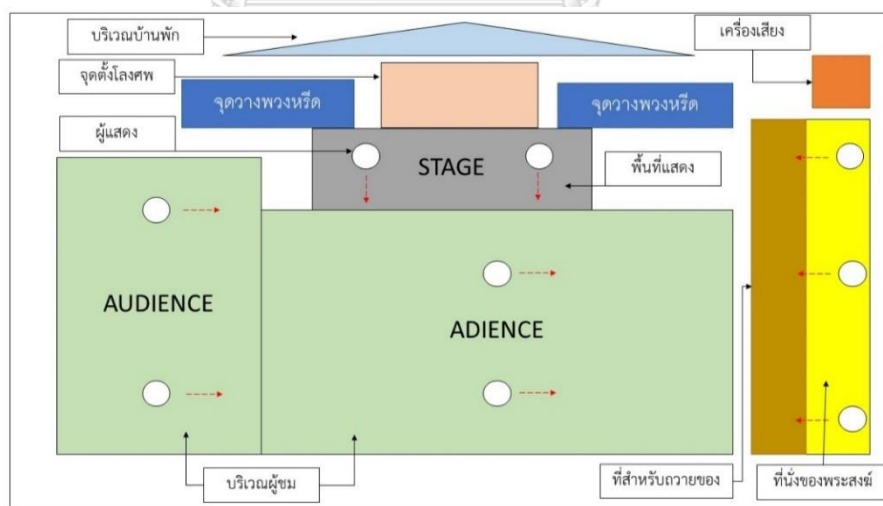 บริเวณบ้านพัก
เครื่องเสียง
จุดตั้งโลงศพ
จุดวางพวงหรีด
จุดวางพวงหรีด
ผู้แสดง
STAGE
พื้นที่แสดง
AUDIENCE
ADIENCE
บริเวณผู้ชม
ที่สำหรับถวายของ
ที่นั่งของพระสงฆ์